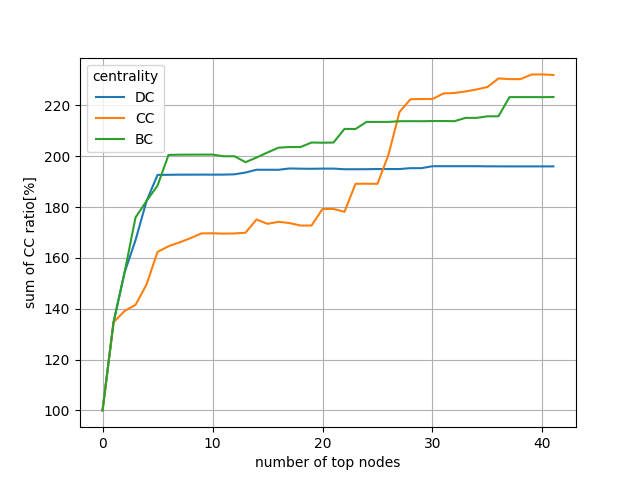 centrality
DC
CC
BC
220
200
180
160
140
120
100
sum of CC ratio[%]
0 10 20 30 40
number of top nodes